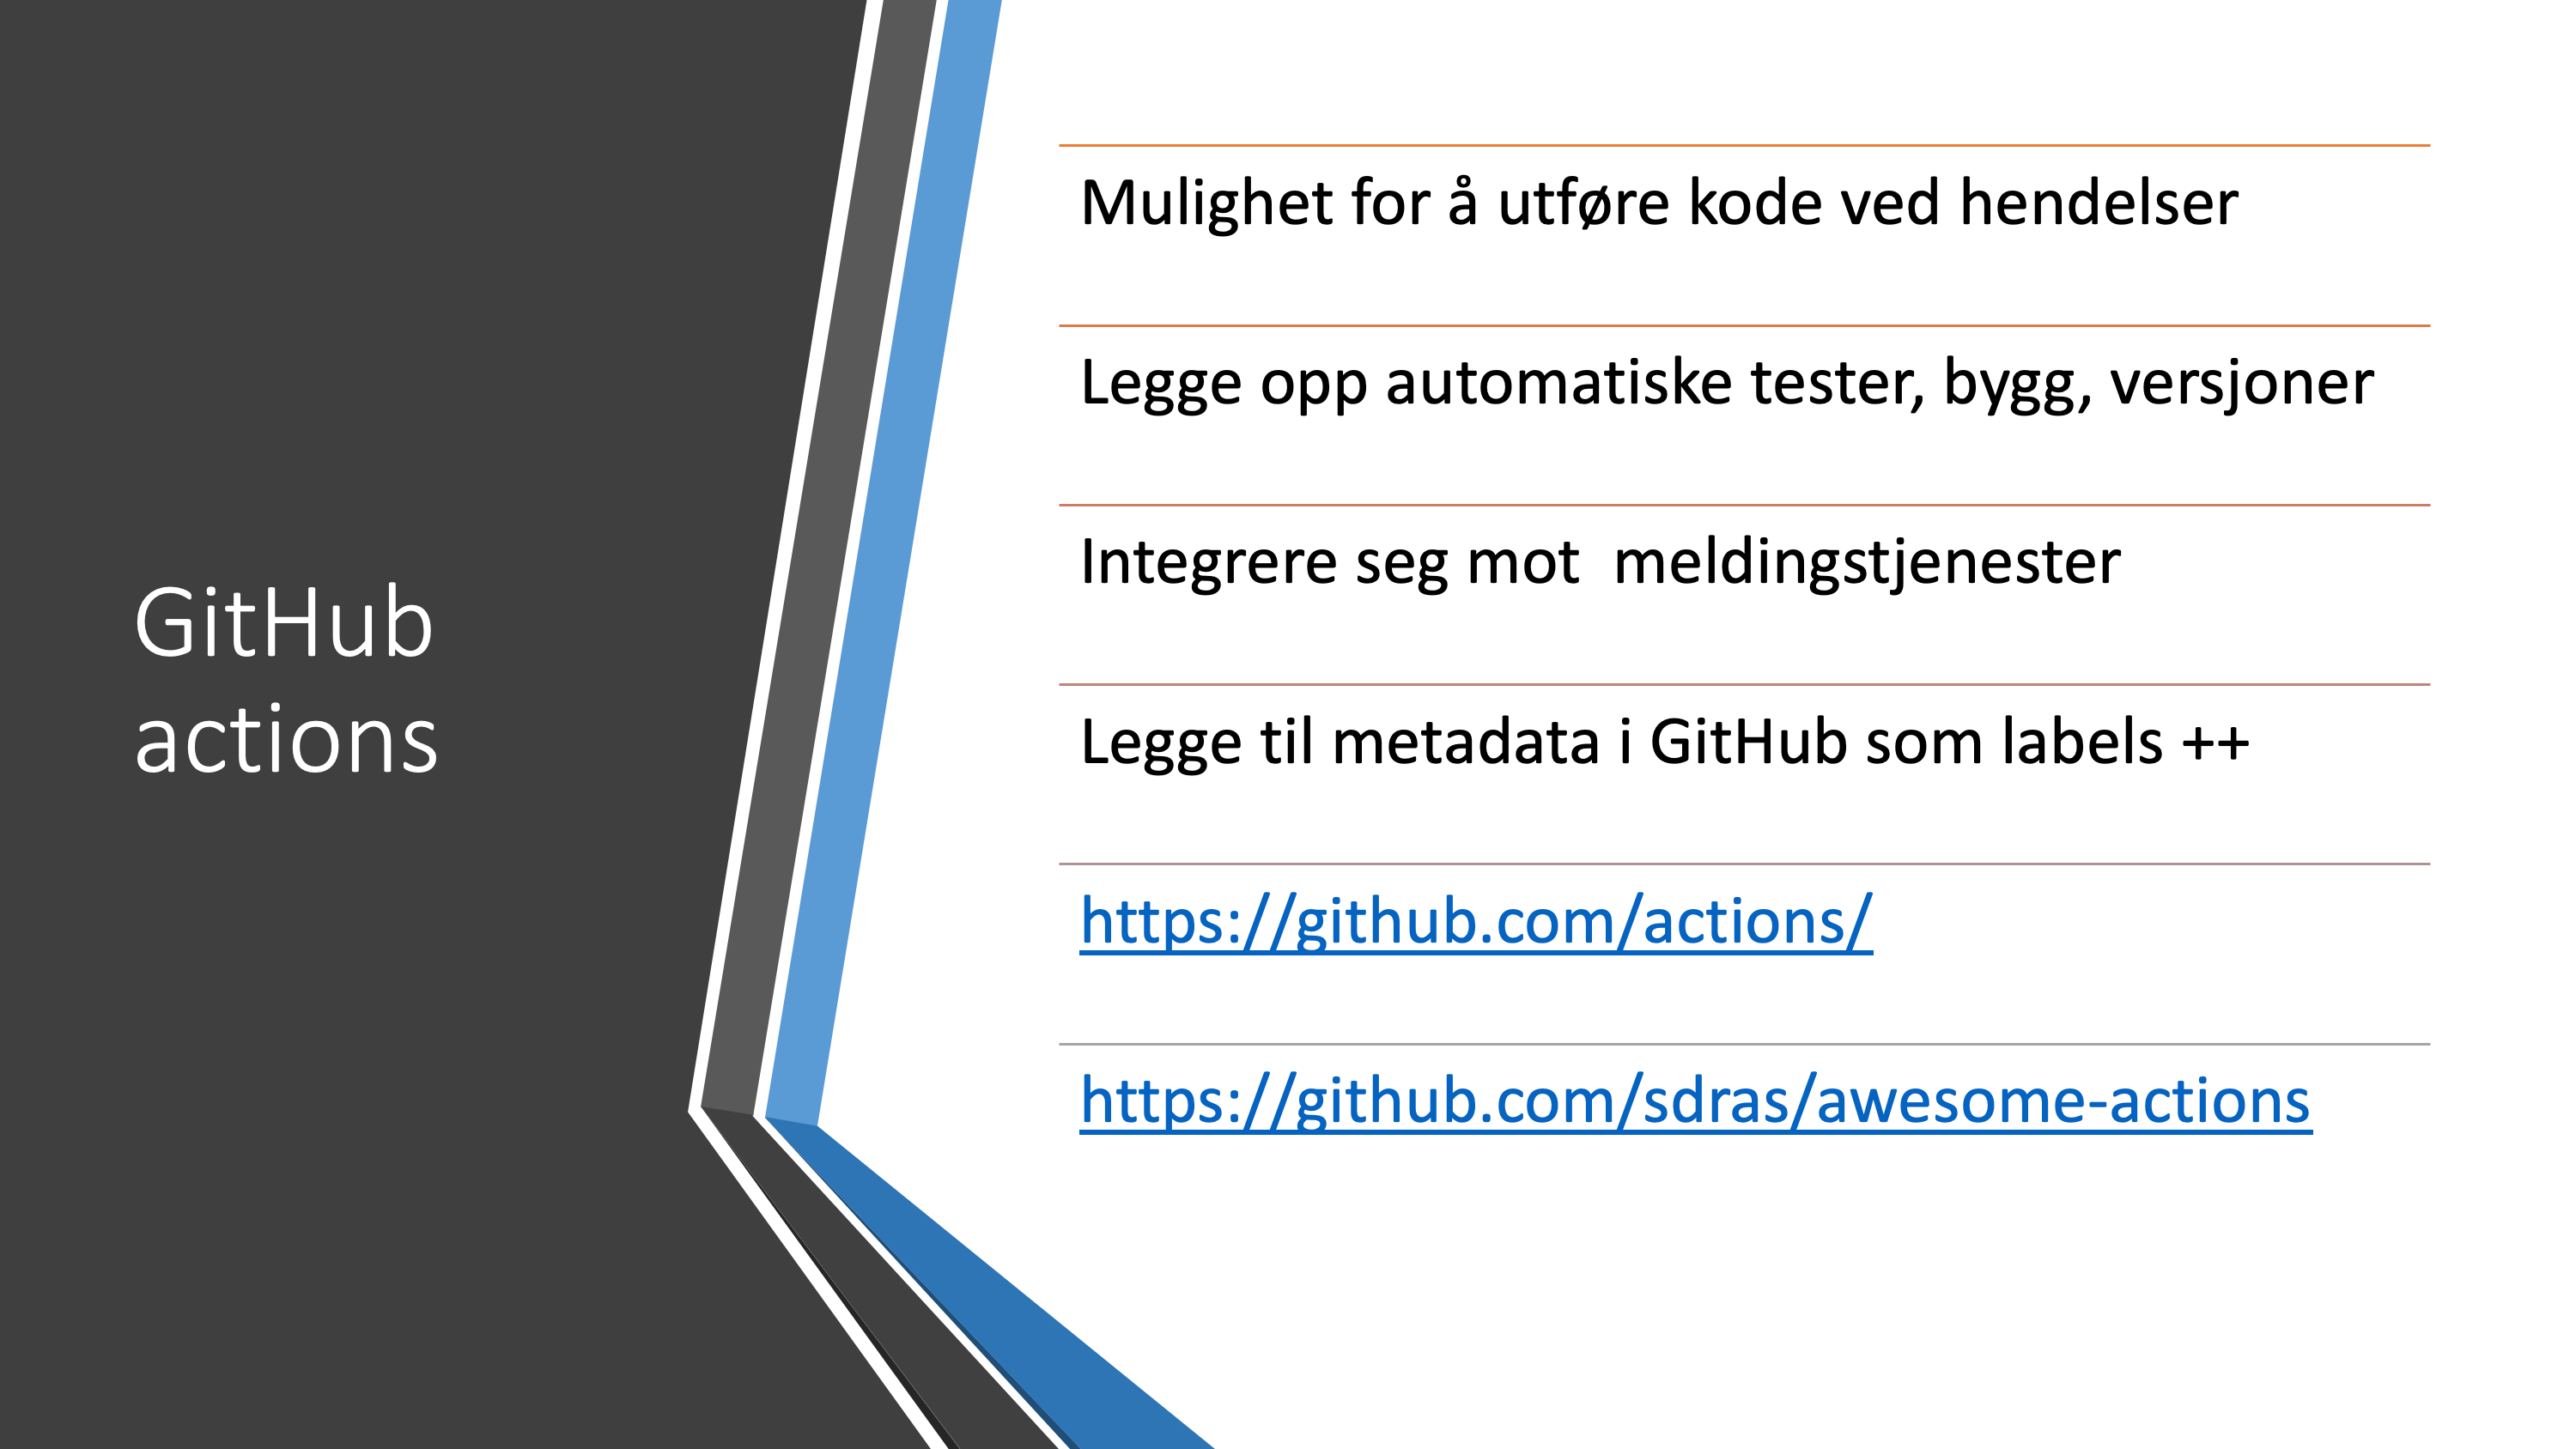 GitHub
actions
Mulighet for å utføre kode ved hendelser
Legge opp automatiske tester, bygg, versjoner
Integrere seg mot  meldingstjenester
Legge til metadata i GitHub som labels ++
https://github.com/actions/
https://github.com/sdras/awesome-actions